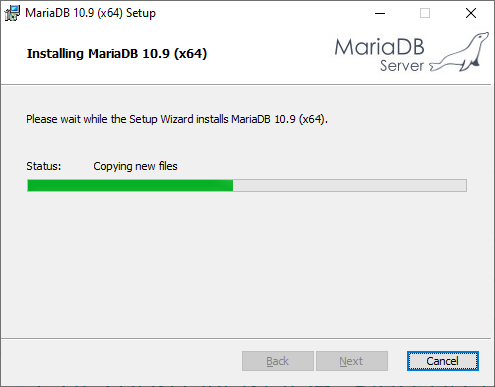 MariaDB 10.9 (x64) Setup
Installing MariaDB 10.9 (x64)
MariaDB
Server
Please wait while the Setup Wizard installs MariaDB 10.9 (x64).
Status: Copying new files
Back Next Cancel